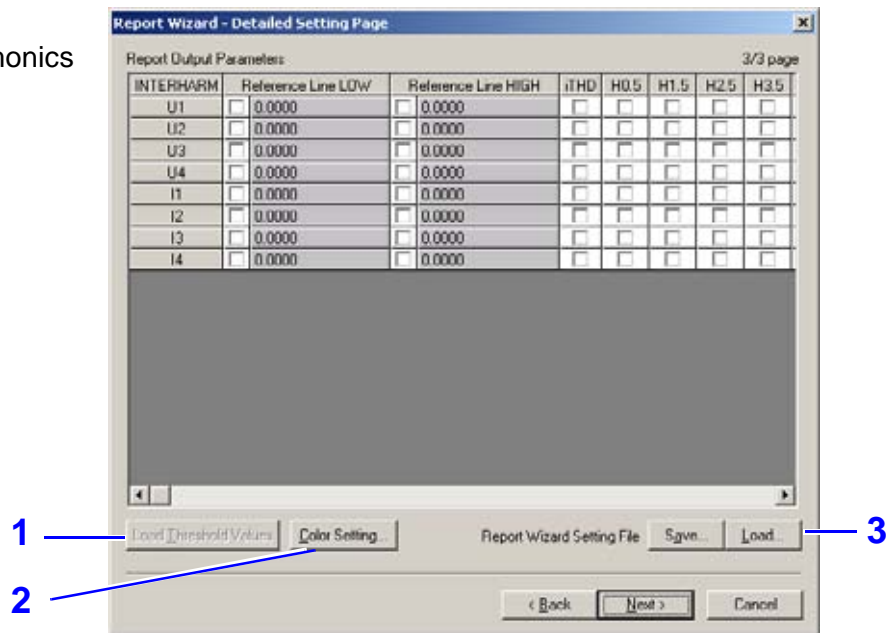 Report Wizard - Detailed Setting Page
nonics
Report Output Parameters 3/3 page
INTERHARM Reference Line LOW Reference Line HIGH iTHD H0.5 H1.5 H2.5 H3.5
U1 0.0000 0.0000
U2 0.0000 0.0000
U3 0.0000 0.0000
U4 0.0000 0.0000
I1 0.0000 0.0000
I2 0.0000 0.0000
I3 0.0000 0.0000
I4 0.0000 0.0000
1 Load Threshold Values Color Setting... Report Wizard Setting File Save... Load... 3
2
< Back Next > Cancel